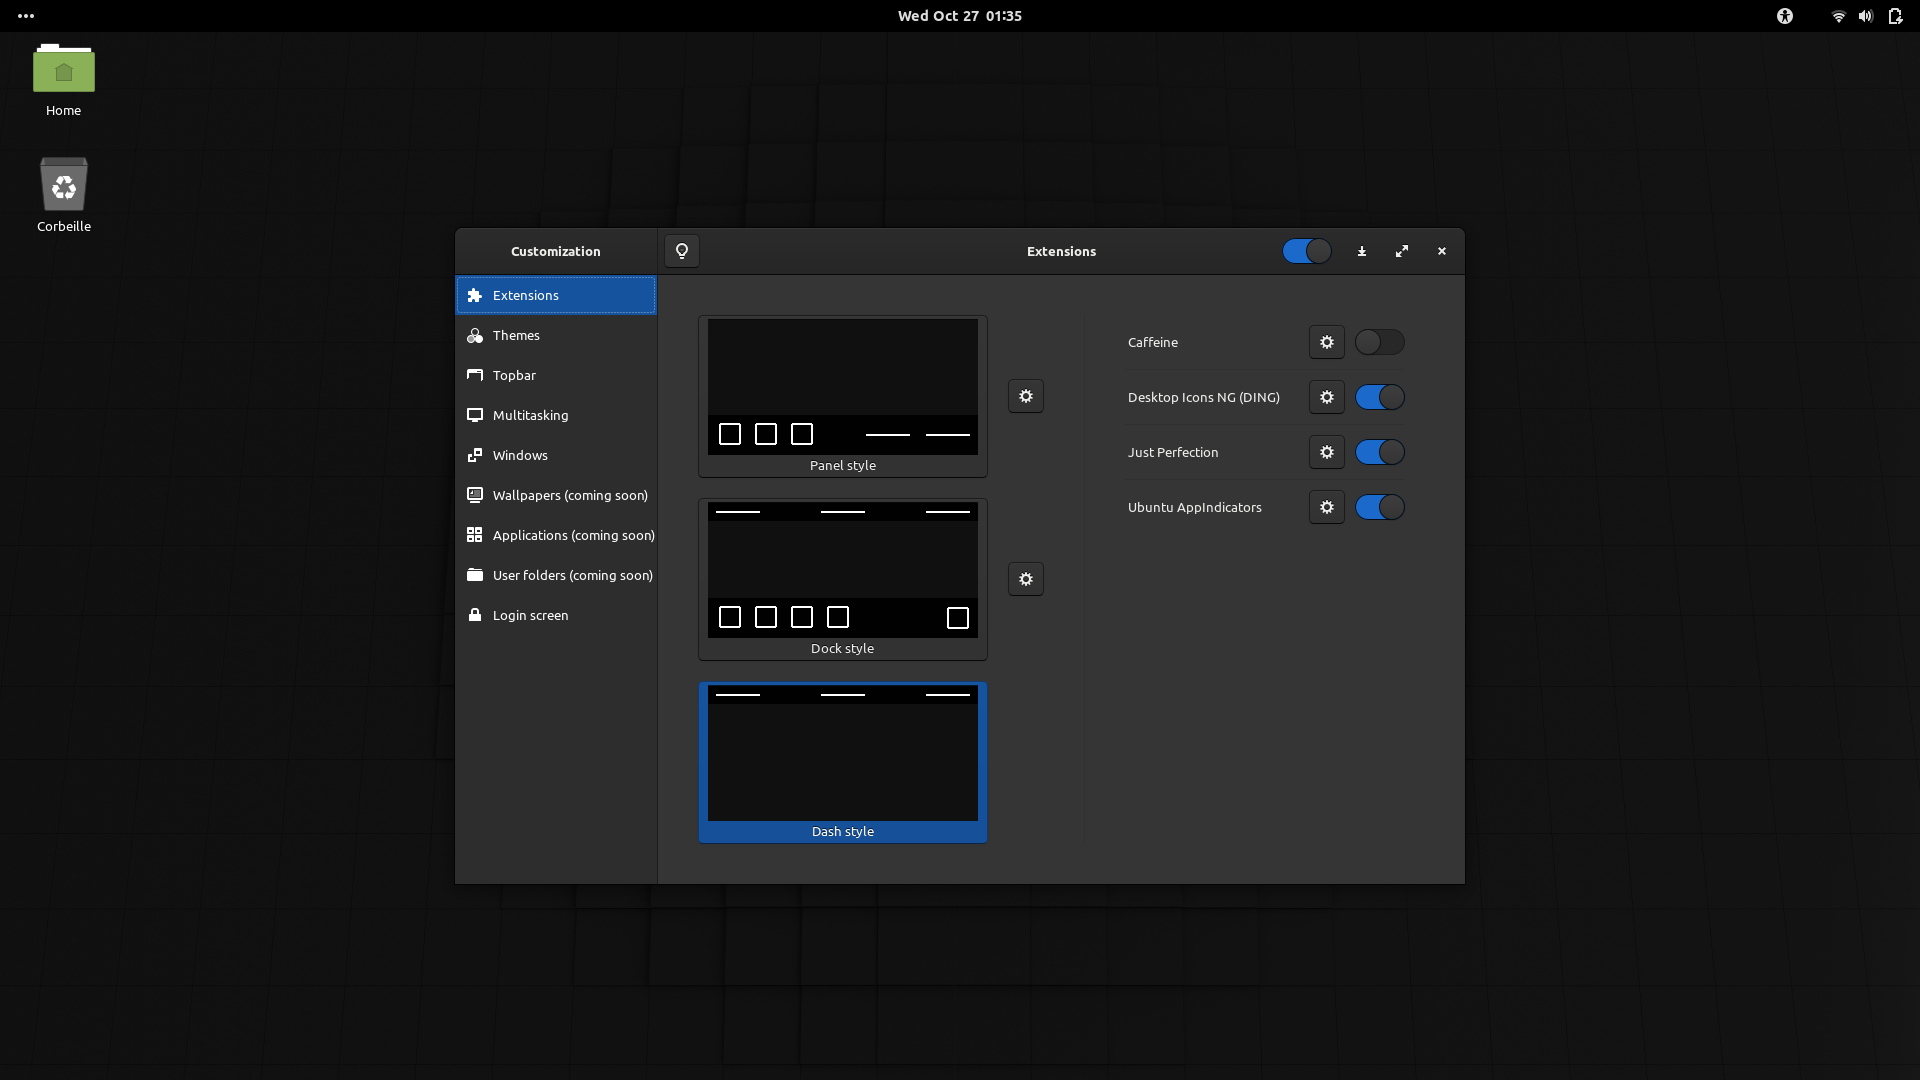 Wed Oct 27 01:35
Home
Corbeille
Customization
Extensions
Extensions
Themes
Topbar
Multitasking
Windows
Wallpapers (coming soon)
Applications (coming soon)
User folders (coming soon)
Login screen
Panel style
Dock style
Dash style
Caffeine
Desktop Icons NG (DING)
Just Perfection
Ubuntu AppIndicators